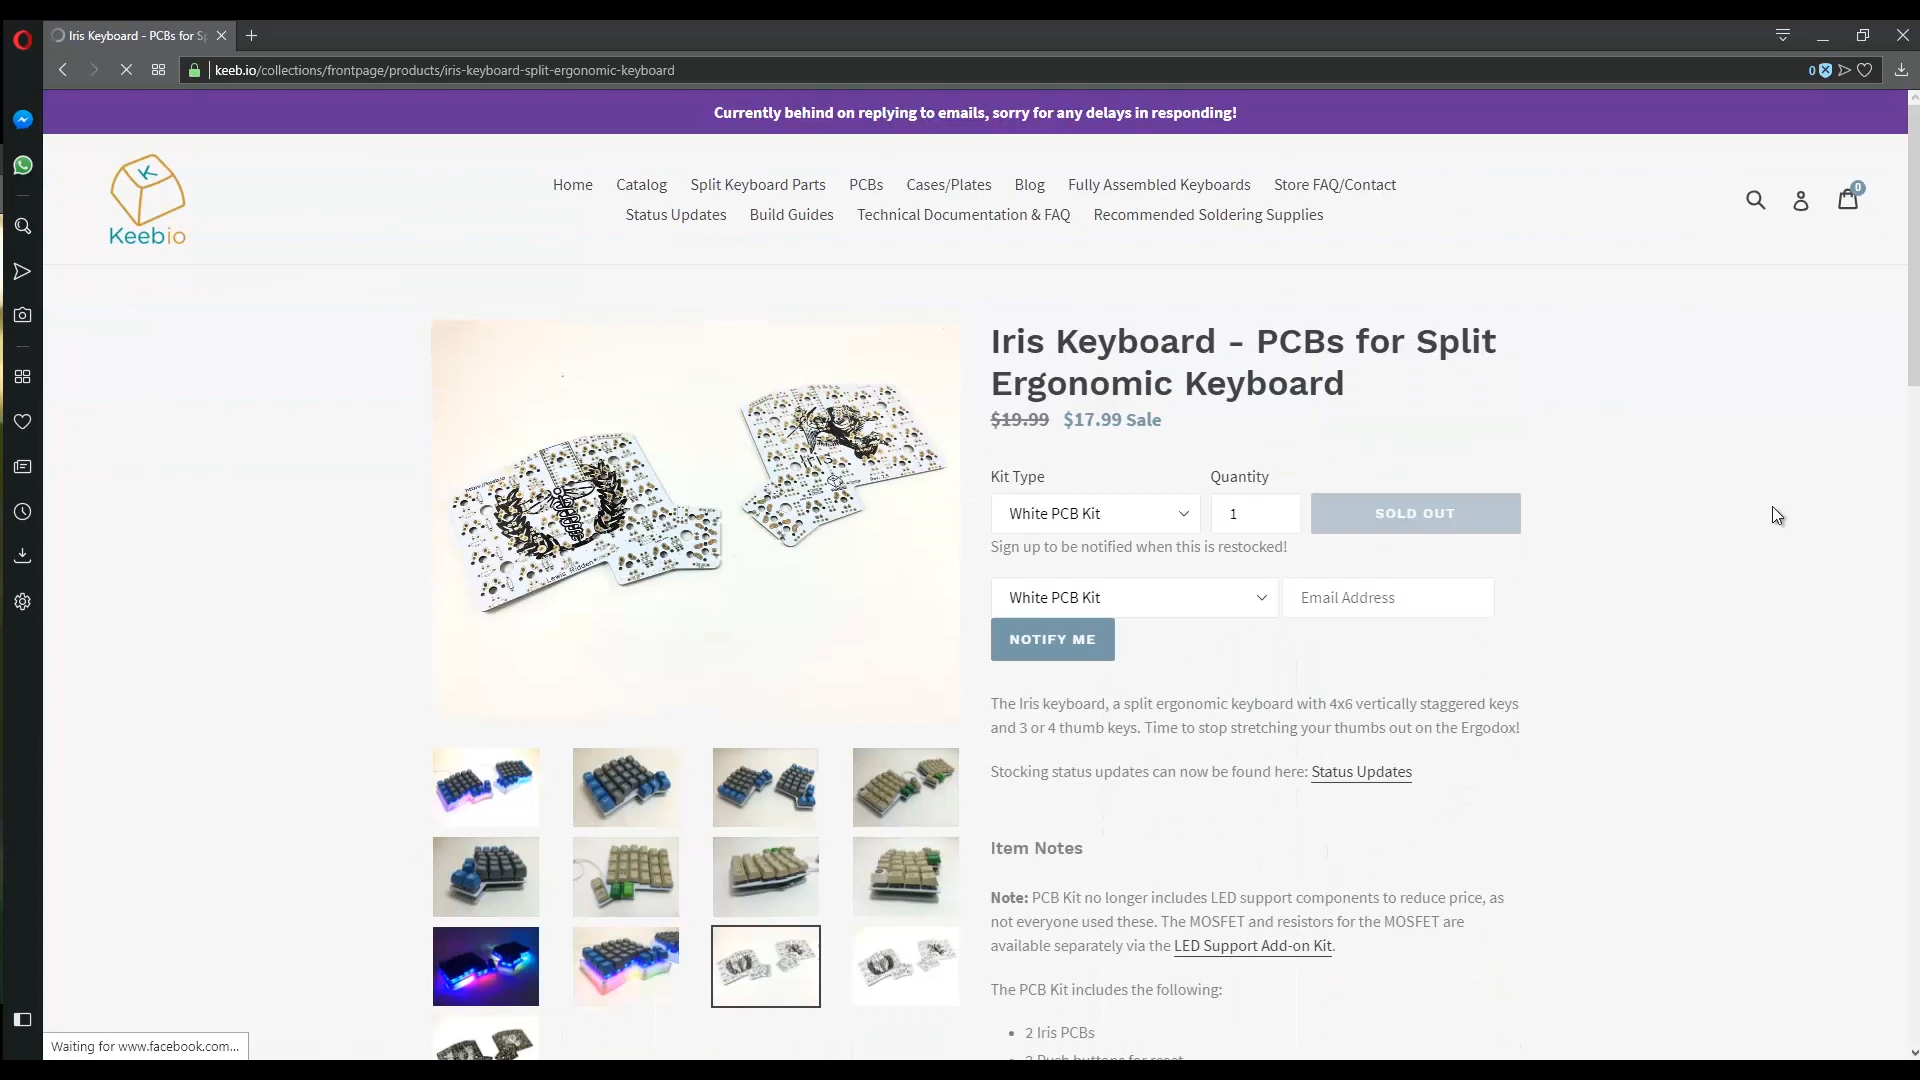 Iris Keyboard - PCBs for Sp
keeb.io/collections/frontpage/products/iris-keyboard-split-ergonomic-keyboard
0
Currently behind on replying to emails, sorry for any delays in responding!
K
Keebio
Home Catalog Split Keyboard Parts PCBs Cases/Plates Blog Fully Assembled Keyboards Store FAQ/Contact
Status Updates Build Guides Technical Documentation & FAQ Recommended Soldering Supplies
0
Iris Keyboard - PCBs for Split
Ergonomic Keyboard
$19.99 $17.99 Sale
Kit Type Quantity
White PCB Kit 1 SOLD OUT
Sign up to be notified when this is restocked!
White PCB Kit Email Address
NOTIFY ME
The Iris keyboard, a split ergonomic keyboard with 4x6 vertically staggered keys
and 3 or 4 thumb keys. Time to stop stretching your thumbs out on the Ergodox!
Stocking status updates can now be found here: Status Updates
Item Notes
Note: PCB Kit no longer includes LED support components to reduce price, as
not everyone used these. The MOSFET and resistors for the MOSFET are
available separately via the LED Support Add-on Kit.
The PCB Kit includes the following:
• 2 Iris PCBs
• 2 Push buttons for reset
Iris
Waiting for www.facebook.com...